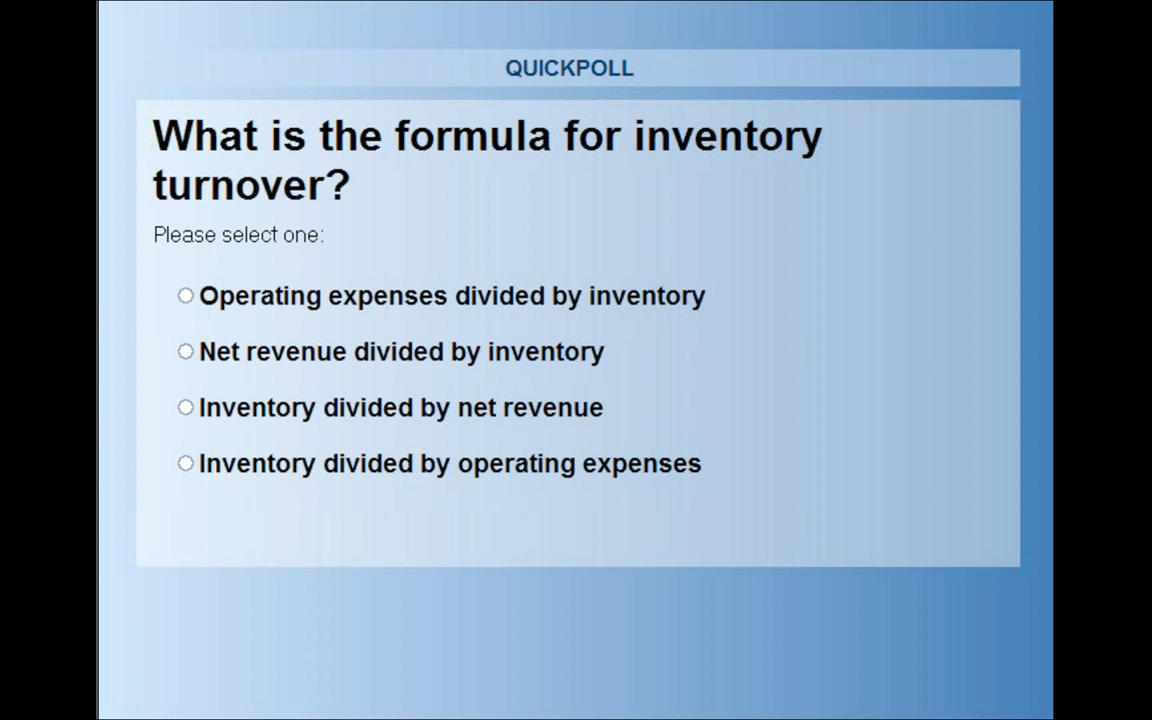 QUICKPOLL
What is the formula for inventory
turnover?
Please select one:
Operating expenses divided by inventory
Net revenue divided by inventory
Inventory divided by net revenue
Inventory divided by operating expenses